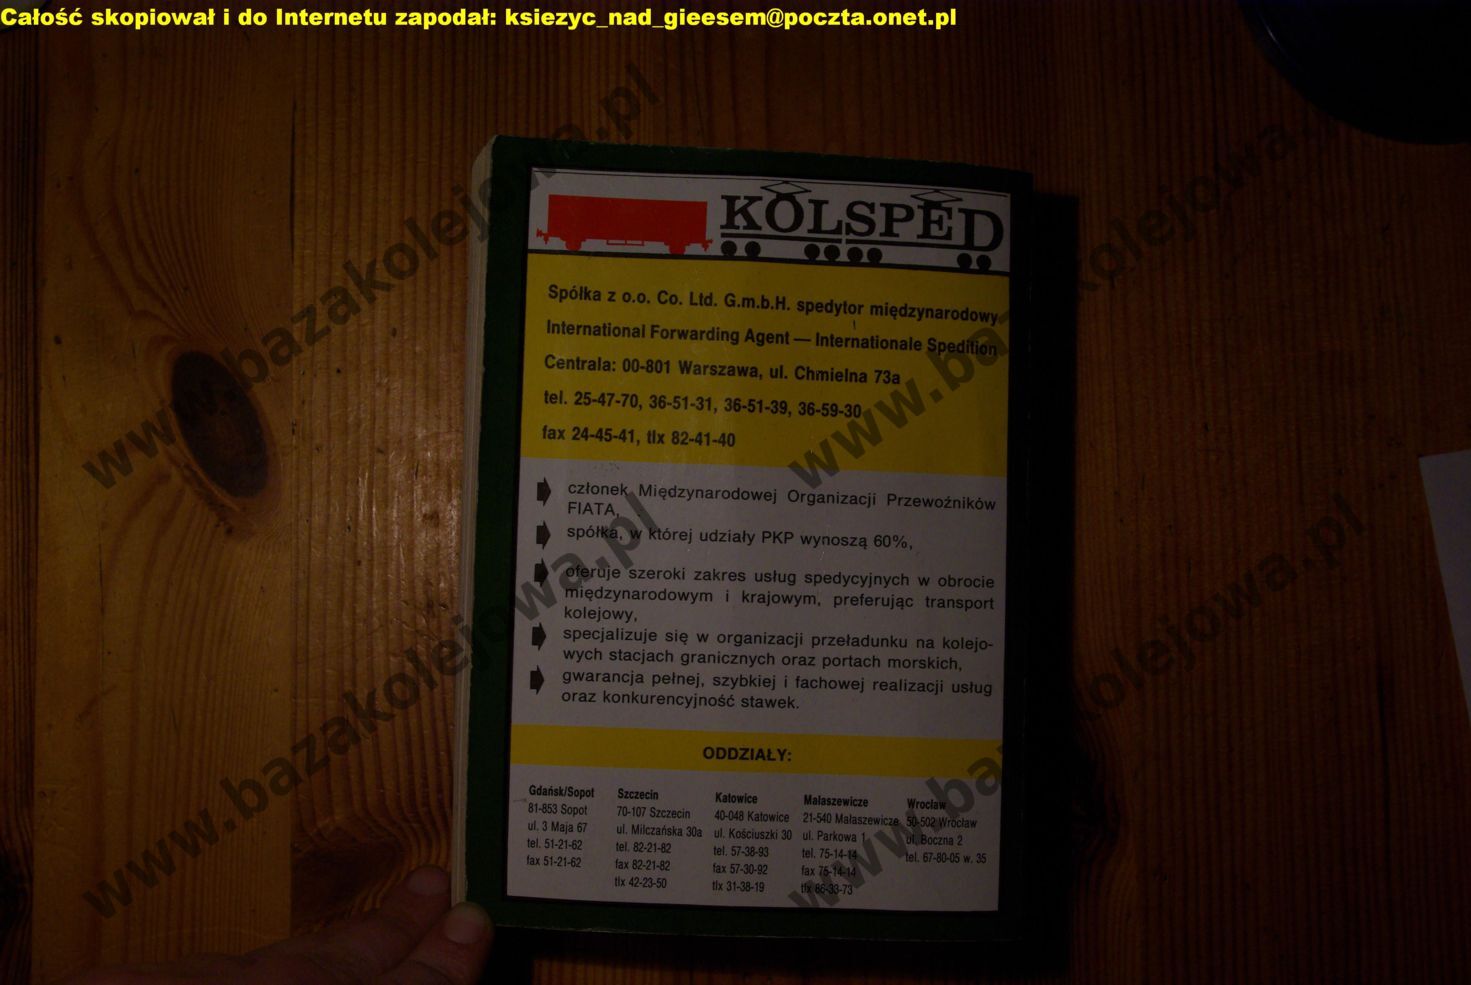 Całość skopiował i do Internetu zapodał: ksiezyc_nad_gieesem@poczta.onet.pl
KOLSPED
Spółka z o.o. Co. Ltd. G.m.b.H. spedytor międzynarodowy
International Forwarding Agent — Internationale Spedition
Centrala: 00-801 Warszawa, ul. Chmielna 73a
tel. 25-47-70, 36-51-31, 36-51-39, 36-59-30
fax 24-45-41, tlx 82-41-40
członek Międzynarodowej Organizacji Przewoźników
FIATA,
spółka, w której udziały PKP wynoszą 60%,
oferuje szeroki zakres usług spedycyjnych w obrocie
międzynarodowym i krajowym, preferując transport
kolejowy,
specjalizuje się w organizacji przeładunku na kolejo-
wych stacjach granicznych oraz portach morskich,
gwarancja pełnej, szybkiej i fachowej realizacji usług
oraz konkurencyjność stawek.
ODDZIAŁY:
Gdańsk/Sopot
81-853 Sopot
ul. 3 Maja 67
tel. 51-21-62
fax 51-21-62
Szczecin
70-107 Szczecin
ul. Milczańska 30a
tel. 82-21-82
fax 82-21-82
tlx 42-23-50
Katowice
40-048 Katowice
ul. Kościuszki 30
tel. 57-38-93
fax 57-30-92
tlx 31-38-19
Małaszewicze
21-540 Małaszewicze
ul. Parkowa 1
tel. 75-14-14
fax 75-14-14
tlx 86-33-73
Wrocław
50-502 Wrocław
ul. Boczna 2
tel. 67-80-05 w. 35
www.bazakolejowa.pl
www.bazakolejowa.pl
www.bazakolejowa.pl
www.bazakolejowa.pl